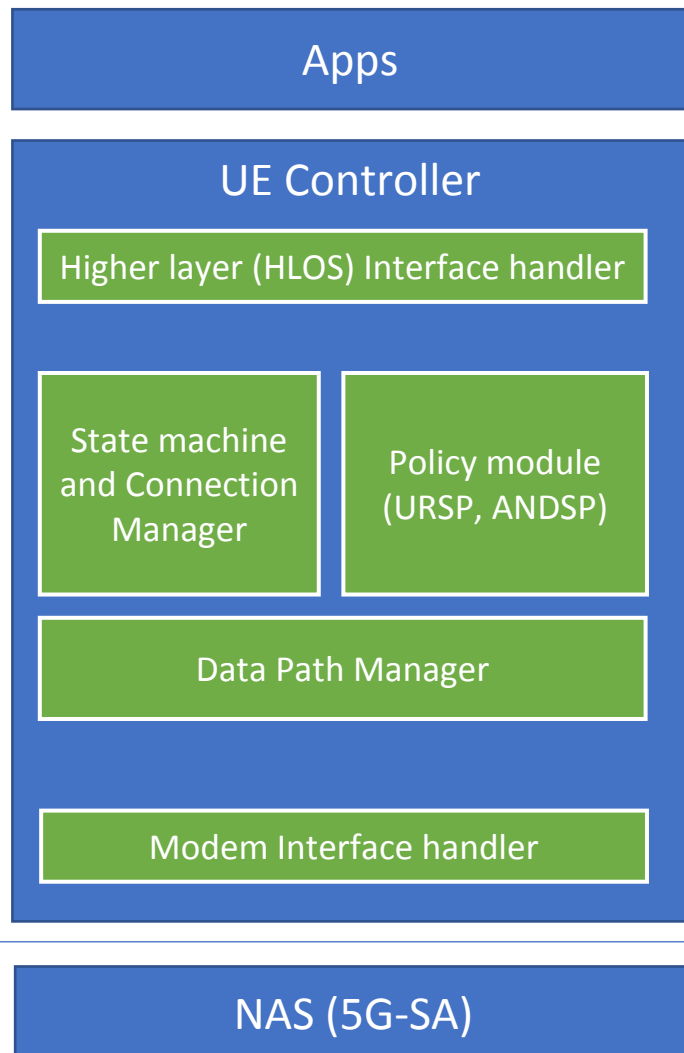 Apps
UE Controller
Higher layer (HLOS) Interface handler
State machine
and Connection
Manager
Policy module
(URSP, ANDSP)
Data Path Manager
Modem Interface handler
NAS (5G-SA)